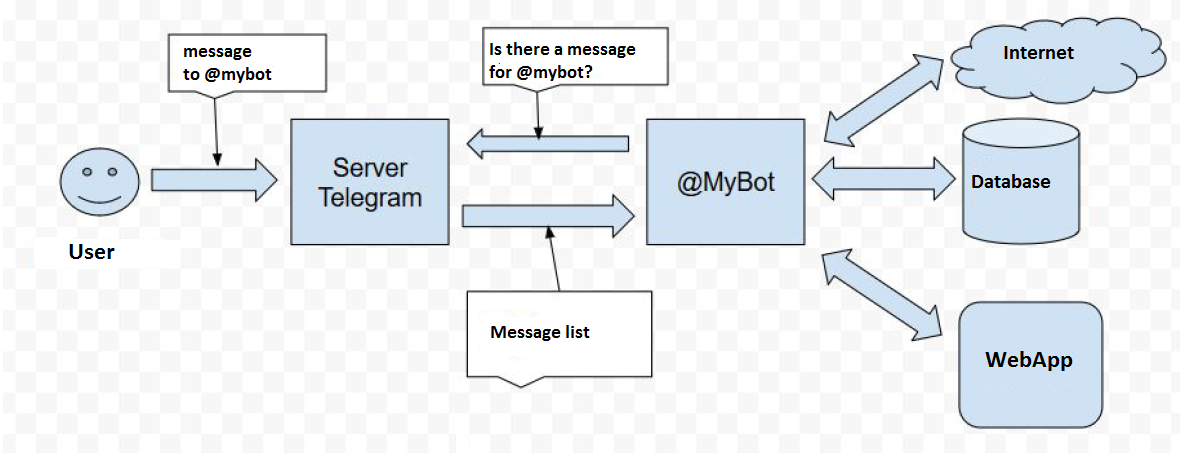 message
to @mybot
Is there a message
for @mybot?
Internet
Server
Telegram
@MyBot
Database
User
Message list
WebApp